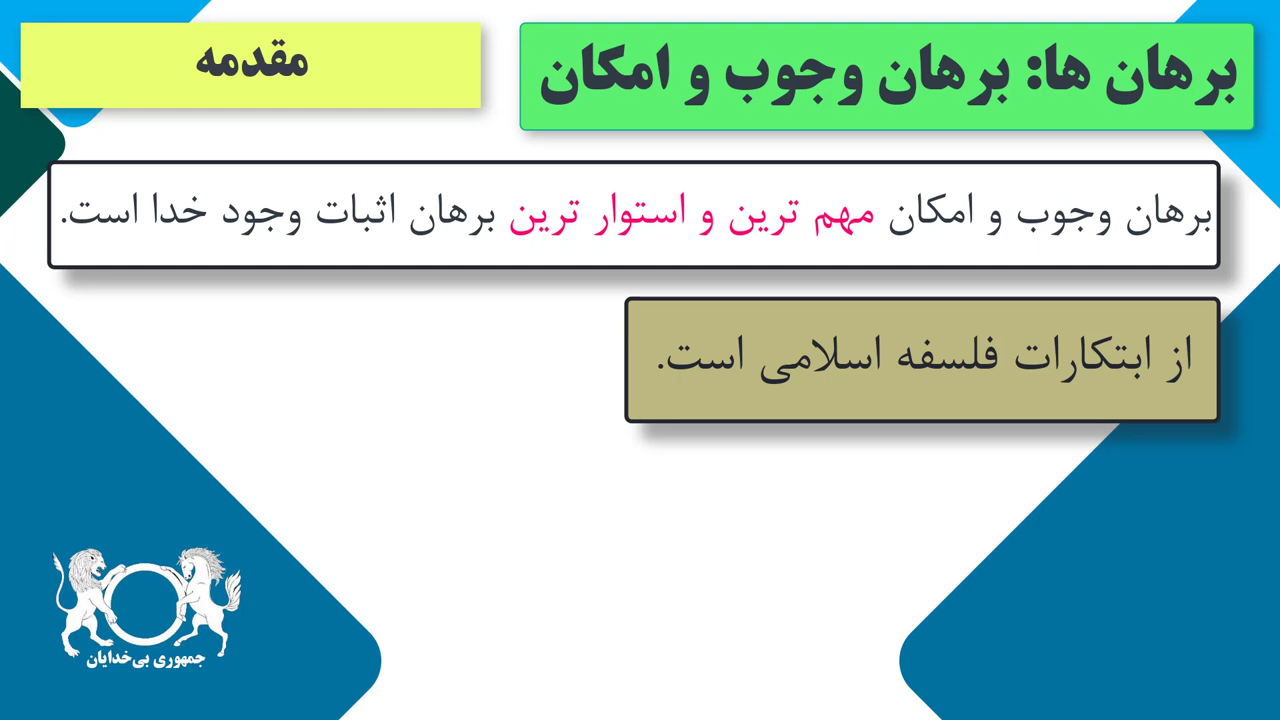 برهان ها: برهان وجوب و امکان
مقدمه
برهان وجوب و امکان مهم ترین و استوار ترین برهان اثبات وجود خدا است.
از ابتکارات فلسفه اسلامی است.
جمهوری بی‌خدایان